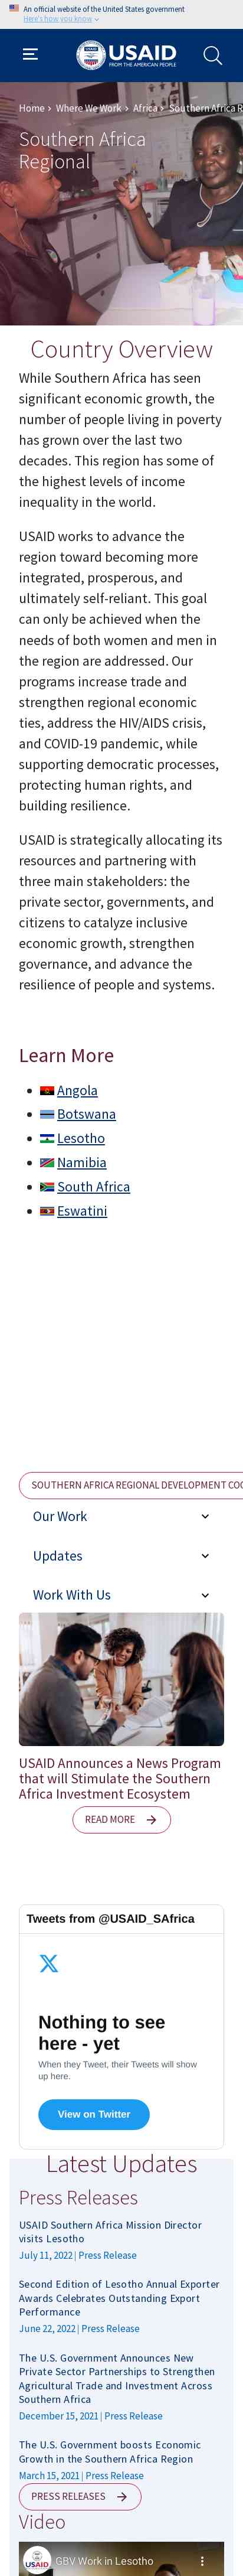 An official website of the United States government
Here's how you know
USAID
FROM THE AMERICAN PEOPLE
Home › Where We Work › Africa › Southern Africa R
Southern Africa
Regional
Country Overview
While Southern Africa has seen
significant economic growth, the
number of people living in poverty
has grown over the last two
decades. This region has some of
the highest levels of income
inequality in the world.
USAID works to advance the
region toward becoming more
integrated, prosperous, and
ultimately self-reliant. This goal
can only be achieved when the
needs of both women and men in
the region are addressed. Our
programs increase trade and
strengthen regional economic
ties, address the HIV/AIDS crisis,
and COVID-19 pandemic, while
supporting democratic processes,
protecting human rights, and
building resilience.
USAID is strategically allocating its
resources and partnering with
three main stakeholders: the
private sector, governments, and
citizens to catalyze inclusive
economic growth, strengthen
governance, and advance the
resilience of people and systems.
Learn More
Angola
Botswana
Lesotho
Namibia
South Africa
Eswatini
SOUTHERN AFRICA REGIONAL DEVELOPMENT COO
Our Work
Updates
Work With Us
USAID Announces a News Program
that will Stimulate the Southern
Africa Investment Ecosystem
READ MORE
Tweets from @USAID_SAfrica
Nothing to see
here - yet
When they Tweet, their Tweets will show
up here.
View on Twitter
Latest Updates
Press Releases
USAID Southern Africa Mission Director
visits Lesotho
July 11, 2022 | Press Release
Second Edition of Lesotho Annual Exporter
Awards Celebrates Outstanding Export
Performance
June 22, 2022 | Press Release
The U.S. Government Announces New
Private Sector Partnerships to Strengthen
Agricultural Trade and Investment Across
Southern Africa
December 15, 2021 | Press Release
The U.S. Government boosts Economic
Growth in the Southern Africa Region
March 15, 2021 | Press Release
PRESS RELEASES
Video
USAID
GBV Work in Lesotho